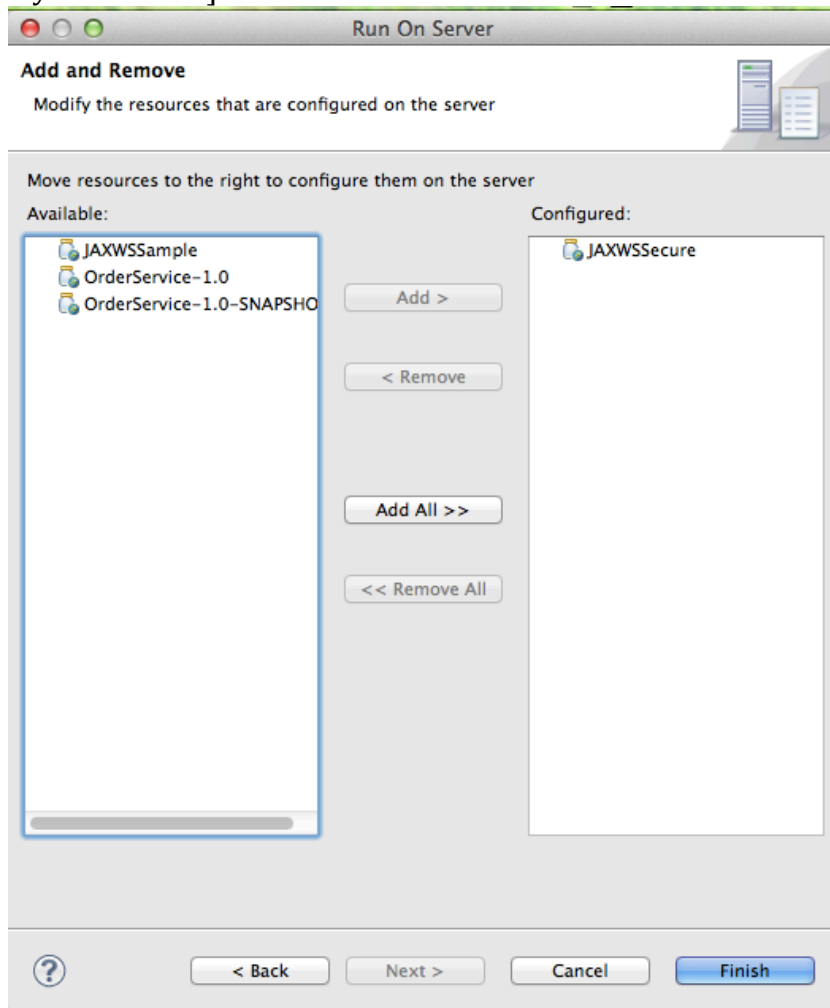 Run On Server
Add and Remove
Modify the resources that are configured on the server
Move resources to the right to configure them on the server
Available:
Configured:
JAXWSSample
OrderService-1.0
OrderService-1.0-SNAPSHO
JAXWSSecure
Add >
< Remove
Add All >>
<< Remove All
?
< Back
Next >
Cancel
Finish